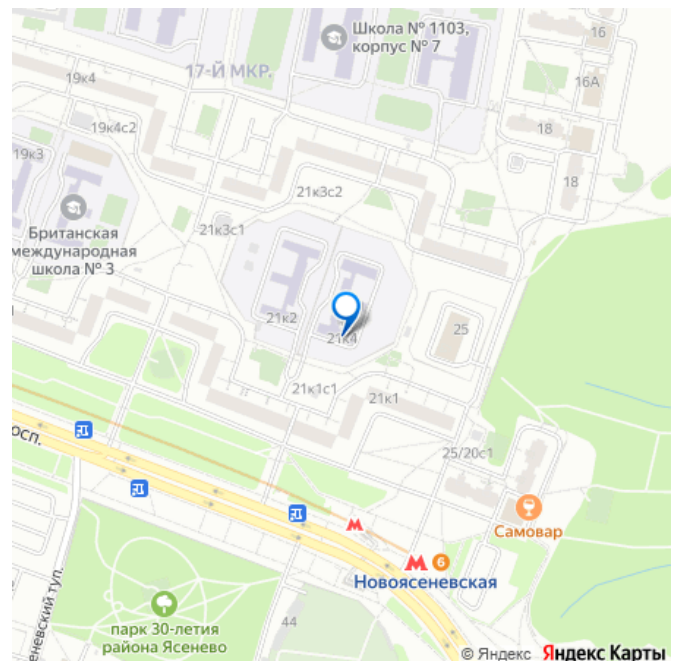 Школа № 1103,
корпус № 7
16
17-Й МКР.
19к4
16А
19к4с2
18
19к3
18
21к3с2
Британская
международная
школа № 3
21к3с1
21к2
21к4
25
21к1с1
21к1
осп.
25/20с1
Самовар
6
Новоясеневская
парк 30-летия
района Ясенево
44
еневский туп.
© Яндекс Яндекс Карты